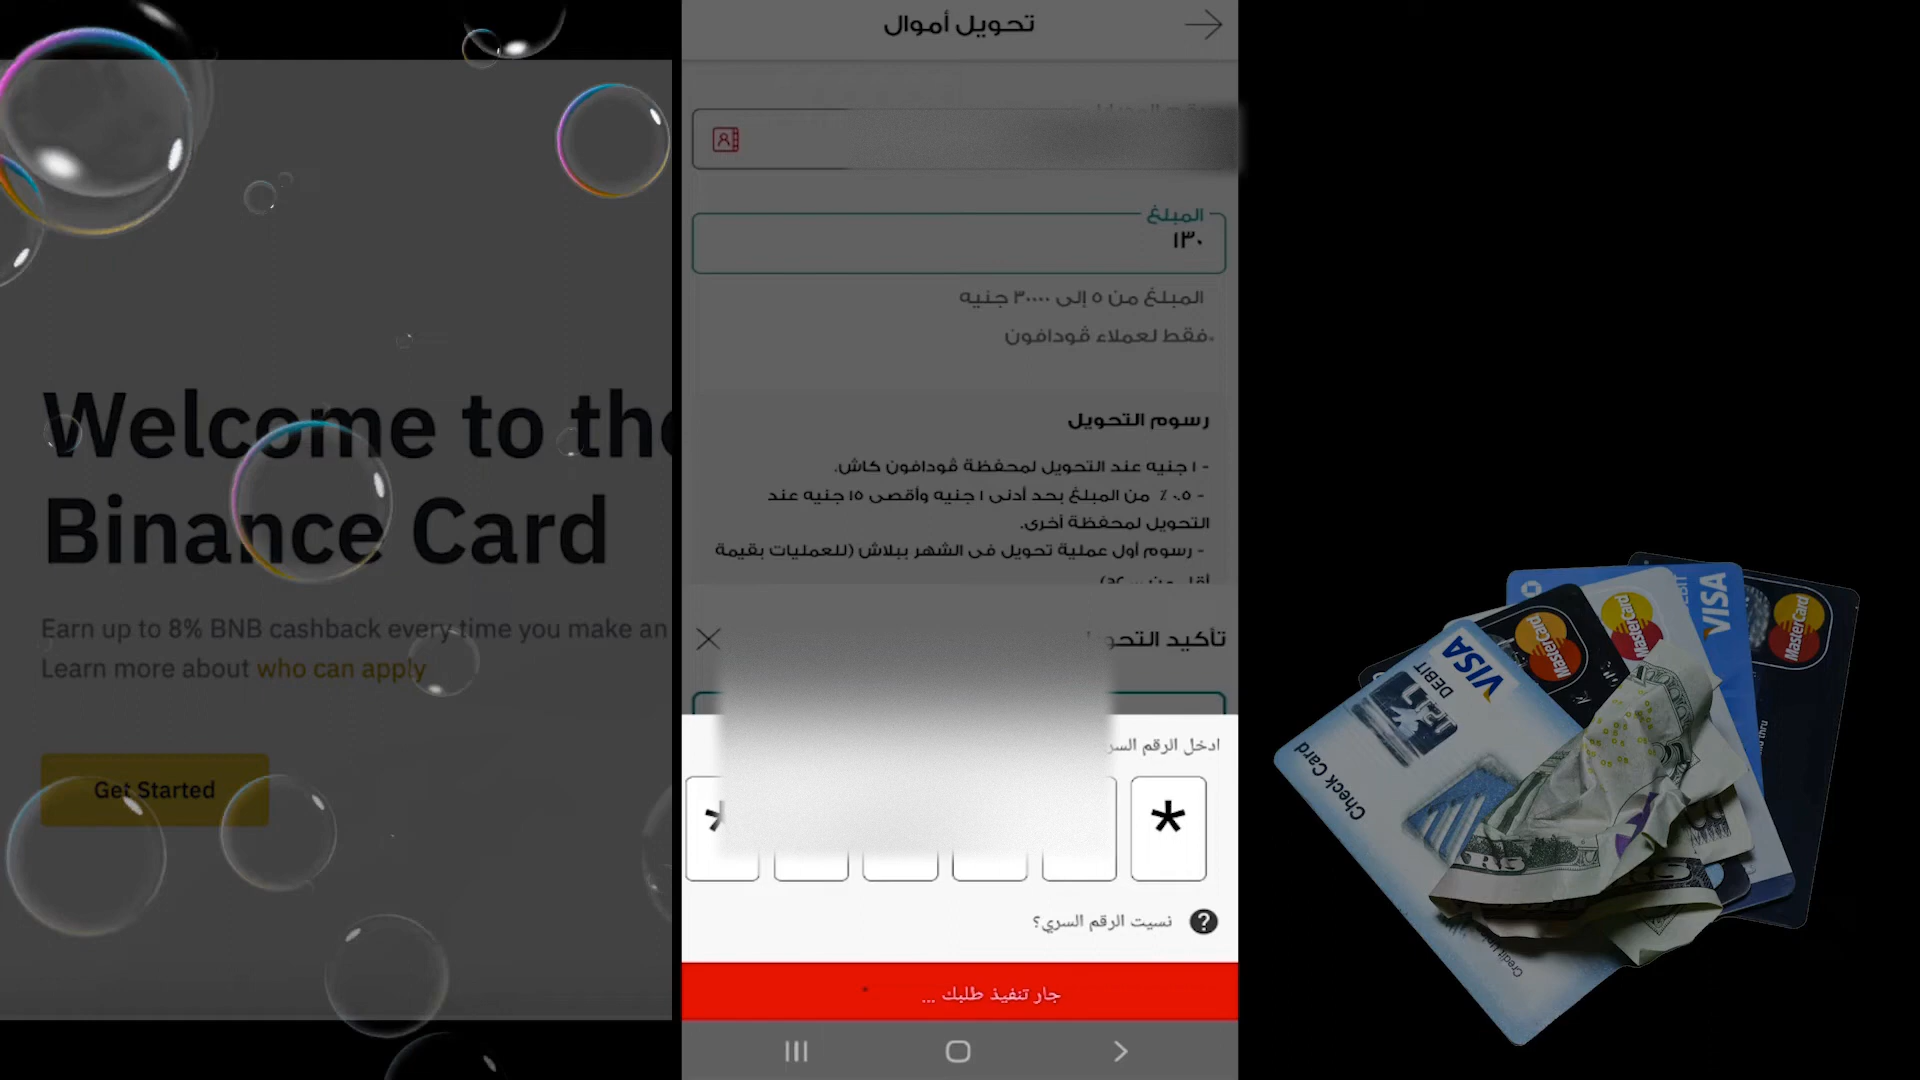 Welcome to the
Binance Card
Earn up to 8% BNB cashback every time you make an
Learn more about who can apply
Get Started
تحويل أموال
المبلغ
١٣٠
المبلغ من ٥ إلى ٣٠٠٠٠ جنيه
*فقط لعملاء ڤودافون
رسوم التحويل
- ١ جنيه عند التحويل لمحفظة ڤودافون كاش.
- ٠.٥ ٪ من المبلغ بحد أدنى ١ جنيه وأقصى ١٥ جنيه عند
التحويل لمحفظة أخرى.
- رسوم أول عملية تحويل فى الشهر ببلاش (للعمليات بقيمة
تأكيد
ادخل الرقم
* *
نسيت الرقم السري؟
جار تنفيذ طلبك ...
VISA
DEBIT
Check Card
MasterCard
MasterCard
VISA
MasterCard